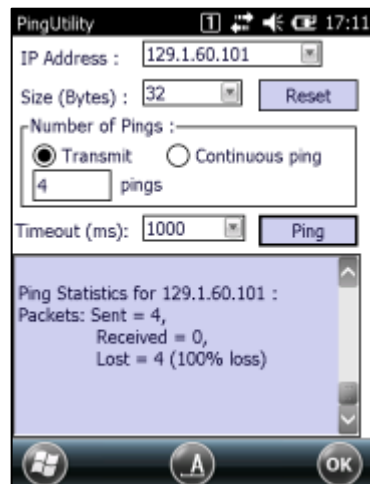 PingUtility 1 17:11
IP Address : 129.1.60.101
Size (Bytes) : 32 Reset
Number of Pings :
Transmit Continuous ping
4 pings
Timeout (ms): 1000 Ping
Ping Statistics for 129.1.60.101 :
Packets: Sent = 4,
Received = 0,
Lost = 4 (100% loss)
A OK